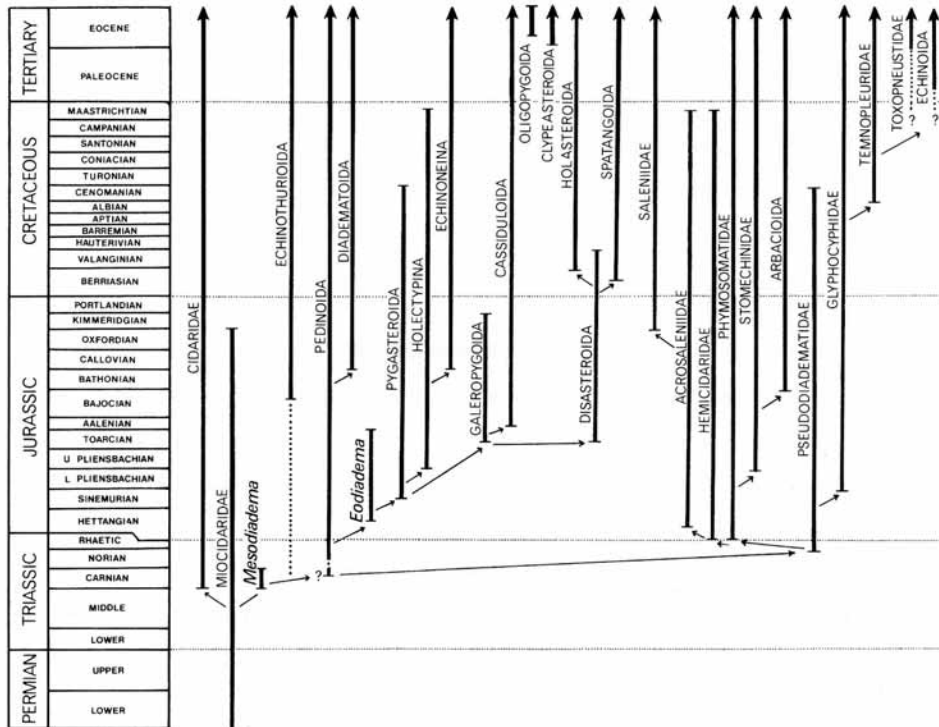 TERTIARY
EOCENE
PALEOCENE
CRETACEOUS
MAASTRICHTIAN
CAMPANIAN
SANTONIAN
CONIACIAN
TURONIAN
CENOMANIAN
ALBIAN
APTIAN
BARREMIAN
HAUTERIVIAN
VALANGINIAN
BERRIASIAN
JURASSIC
PORTLANDIAN
KIMMERIDGIAN
OXFORDIAN
CALLOVIAN
BATHONIAN
BAJOCIAN
AALENIAN
TOARCIAN
U PLIENSBACHIAN
L PLIENSBACHIAN
SINEMURIAN
HETTANGIAN
TRIASSIC
RHAETIC
NORIAN
CARNIAN
MIDDLE
LOWER
PERMIAN
UPPER
LOWER
CIDARIDAE
MIOCIDARIDAE
Mesodiaderma
ECHINOTHURIOIDA
?
PEDINOIDA
DIADEMATOIDA
Eodiaderma
PYGASTEROIDA
HOLECTYPINA
ECHINONEINA
GALEROPYGOIDA
CASSIDULOIDA
OLIGOPYGOIDA
CLYPEASTEROIDA
HOLASTEROIDA
DISASTEROIDA
SPATANGOIDA
SALENIIDAE
ACROSALENIIDAE
HEMICIDARIDAE
PHYMOSOMATIDAE
STOMECHINIDAE
ARBACIOIDA
PSEUDODIADEMATIDAE
GLYPHOCYPHIDAE
TEMNOPLEURIDAE
TOXOPNEUSTIDAE
?
ECHINOIDA
?